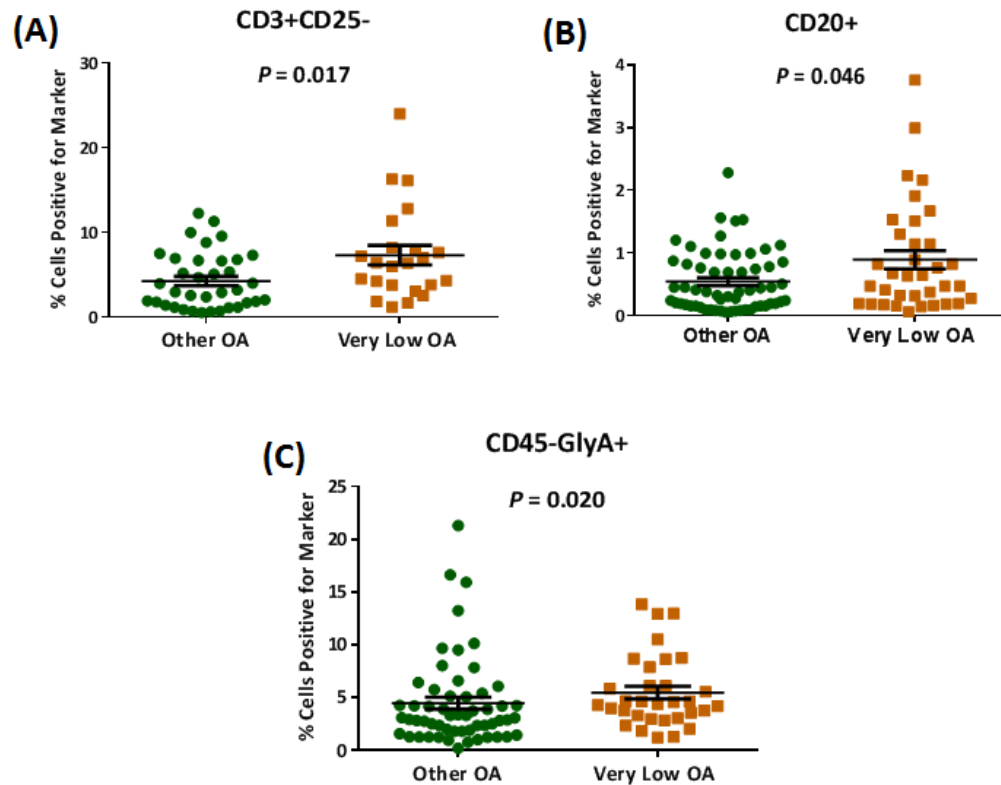 (A)
CD3+CD25-
P = 0.017
% Cells Positive for Marker
30
20
10
0
Other OA
Very Low OA
(B)
CD20+
P = 0.046
% Cells Positive for Marker
4
3
2
1
0
Other OA
Very Low OA
(C)
CD45-GlyA+
P = 0.020
% Cells Positive for Marker
25
20
15
10
5
0
Other OA
Very Low OA